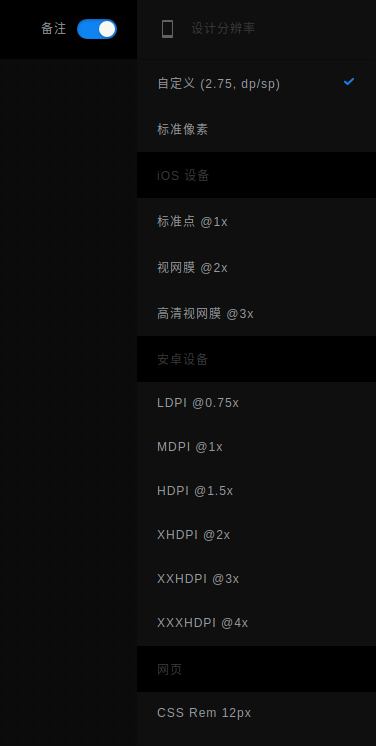 备注
设计分辨率
自定义 (2.75, dp/sp)
标准像素
iOS 设备
标准点 @1x
视网膜 @2x
高清视网膜 @3x
安卓设备
LDPI @0.75x
MDPI @1x
HDPI @1.5x
XHDPI @2x
XXHDPI @3x
XXXHDPI @4x
网页
CSS Rem 12px